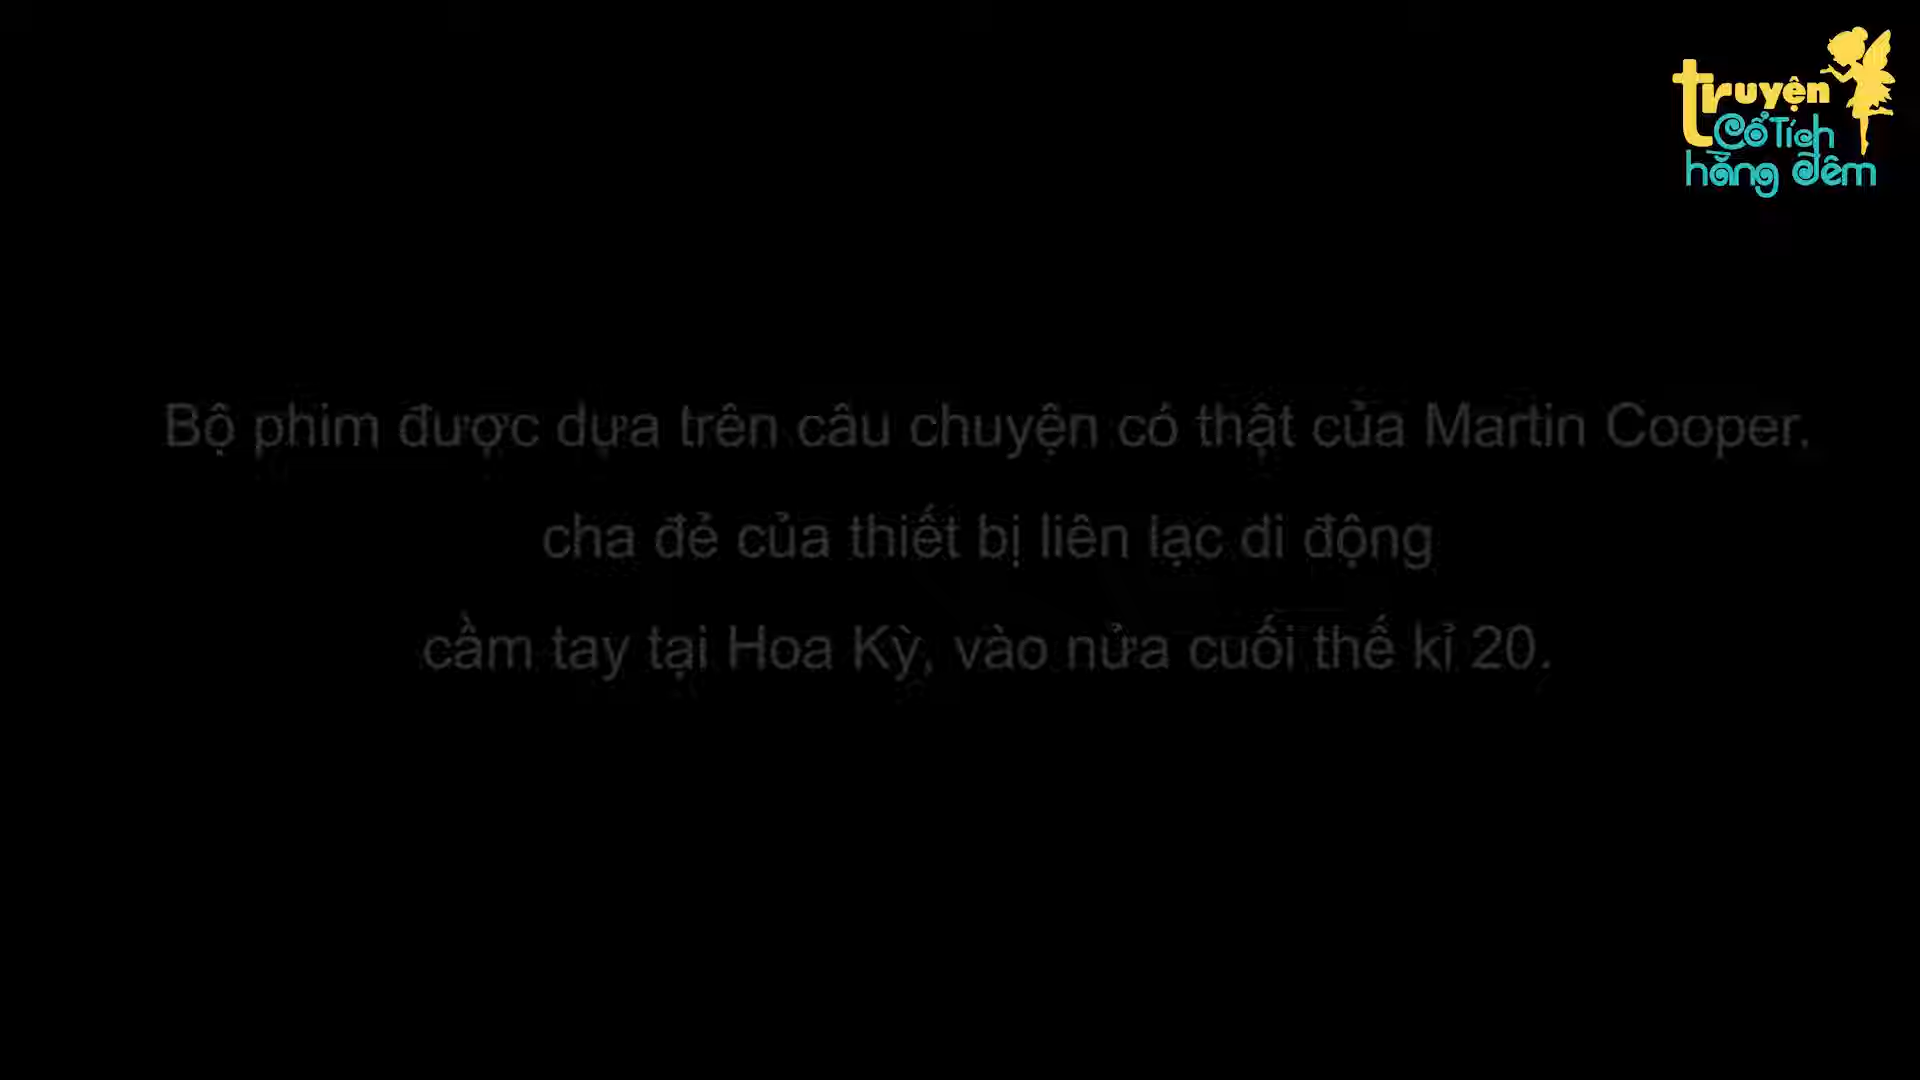 truyện
Cổ Tích
hằng đêm
Bộ phim được dựa trên câu chuyện có thật của Martin Cooper,
cha đẻ của thiết bị liên lạc di động
cầm tay tại Hoa Kỳ, vào nửa cuối thế kỉ 20.